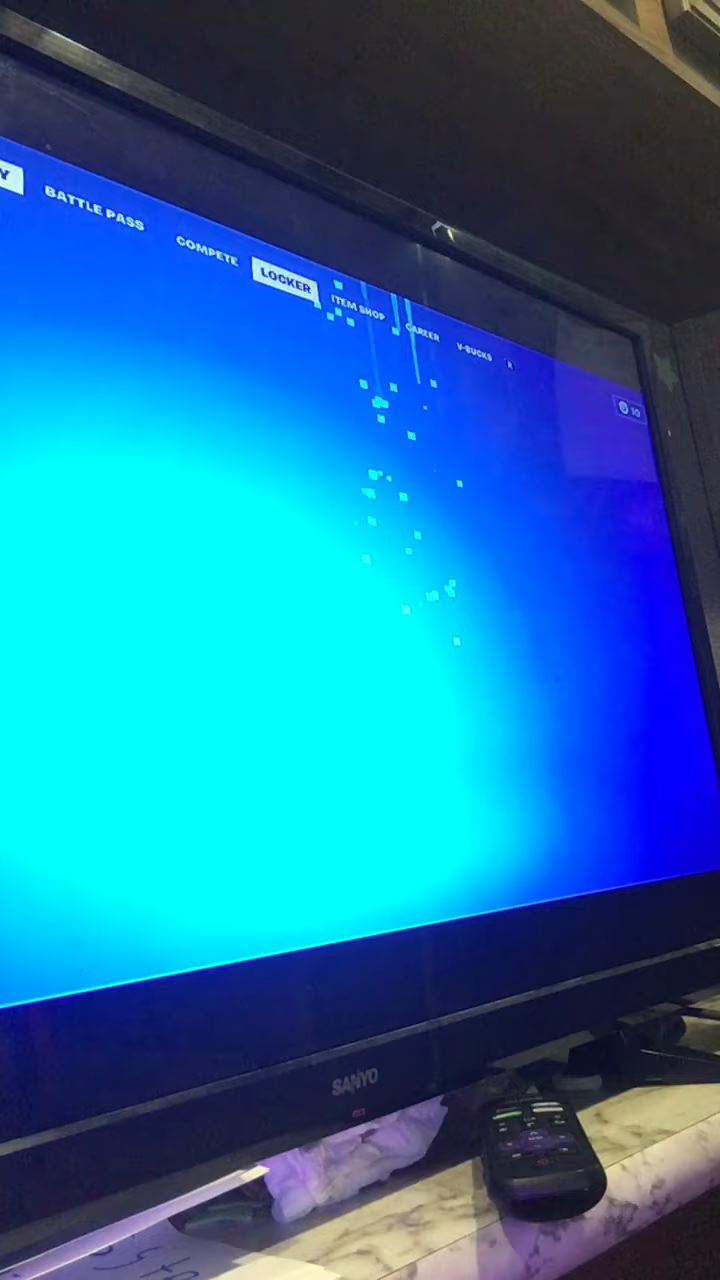 Y
BATTLE PASS
COMPETE
LOCKER
ITEM SHOP
CAREER
V-BUCKS
R
SANYO